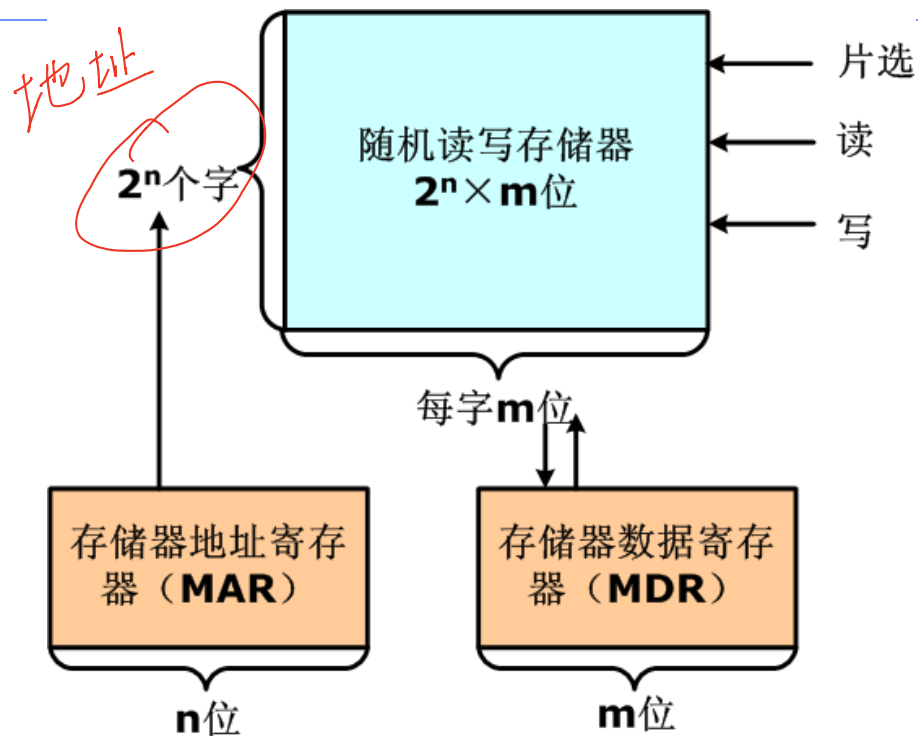 地址
2ⁿ个字
随机读写存储器
2ⁿ×m位
片选
读
写
每字m位
存储器地址寄存
器（MAR）
存储器数据寄存
器（MDR）
n位
m位